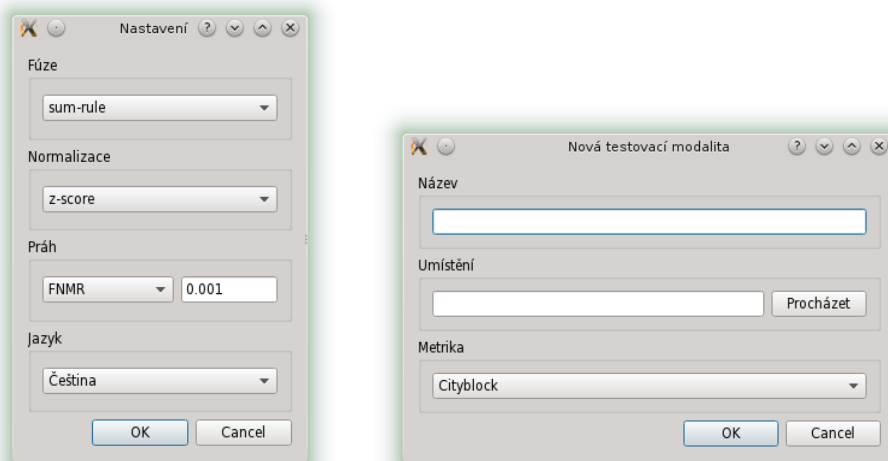 Nastavení
Fúze
sum-rule
Normalizace
z-score
Práh
FNMR 0.001
Jazyk
Čeština
OK Cancel
Nová testovací modalita
Název
Umístění
Procházet
Metrika
Cityblock
OK Cancel